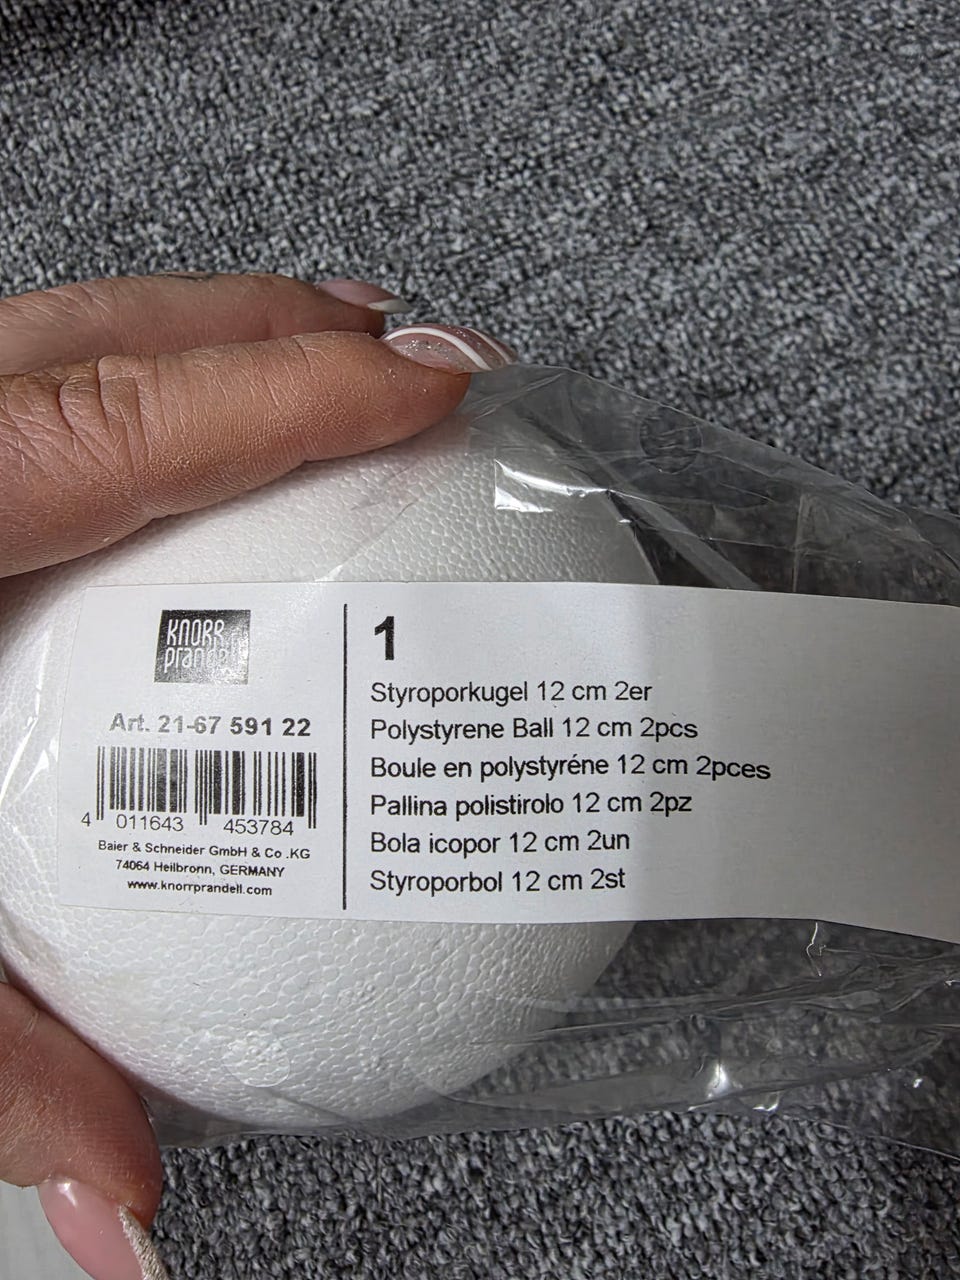 KNORR
prandell
Art. 21-67 591 22
4 011643 453784
Baier & Schneider GmbH & Co .KG
74064 Heilbronn, GERMANY
www.knorrprandell.com
1
Styroporkugel 12 cm 2er
Polystyrene Ball 12 cm 2pcs
Boule en polystyréne 12 cm 2pces
Pallina polistirolo 12 cm 2pz
Bola icopor 12 cm 2un
Styroporbol 12 cm 2st